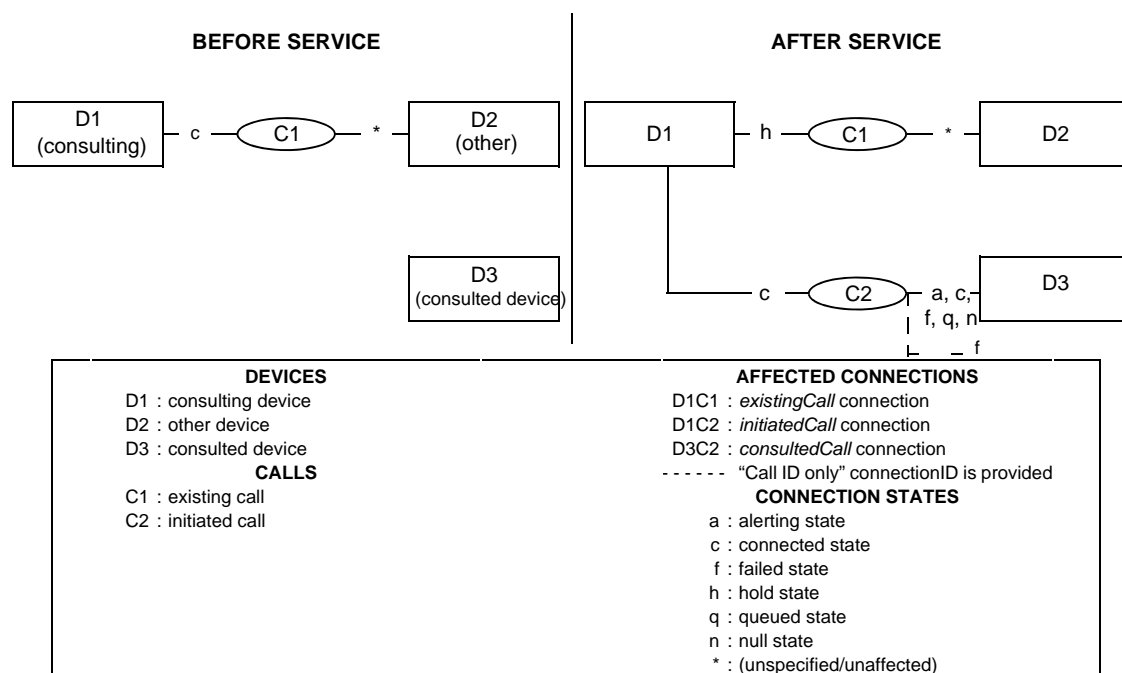 BEFORE SERVICE
AFTER SERVICE
D1
(consulting)
c
C1
*
D2
(other)
D3
(consulted device)
D1
h
C1
*
D2
c
C2
a, c,
f, q, n
f
D3
DEVICES
D1 : consulting device
D2 : other device
D3 : consulted device
CALLS
C1 : existing call
C2 : initiated call
AFFECTED CONNECTIONS
D1C1 : existingCall connection
D1C2 : initiatedCall connection
D3C2 : consultedCall connection
- - - - - - “Call ID only” connectionID is provided
CONNECTION STATES
a : alerting state
c : connected state
f : failed state
h : hold state
q : queued state
n : null state
* : (unspecified/unaffected)